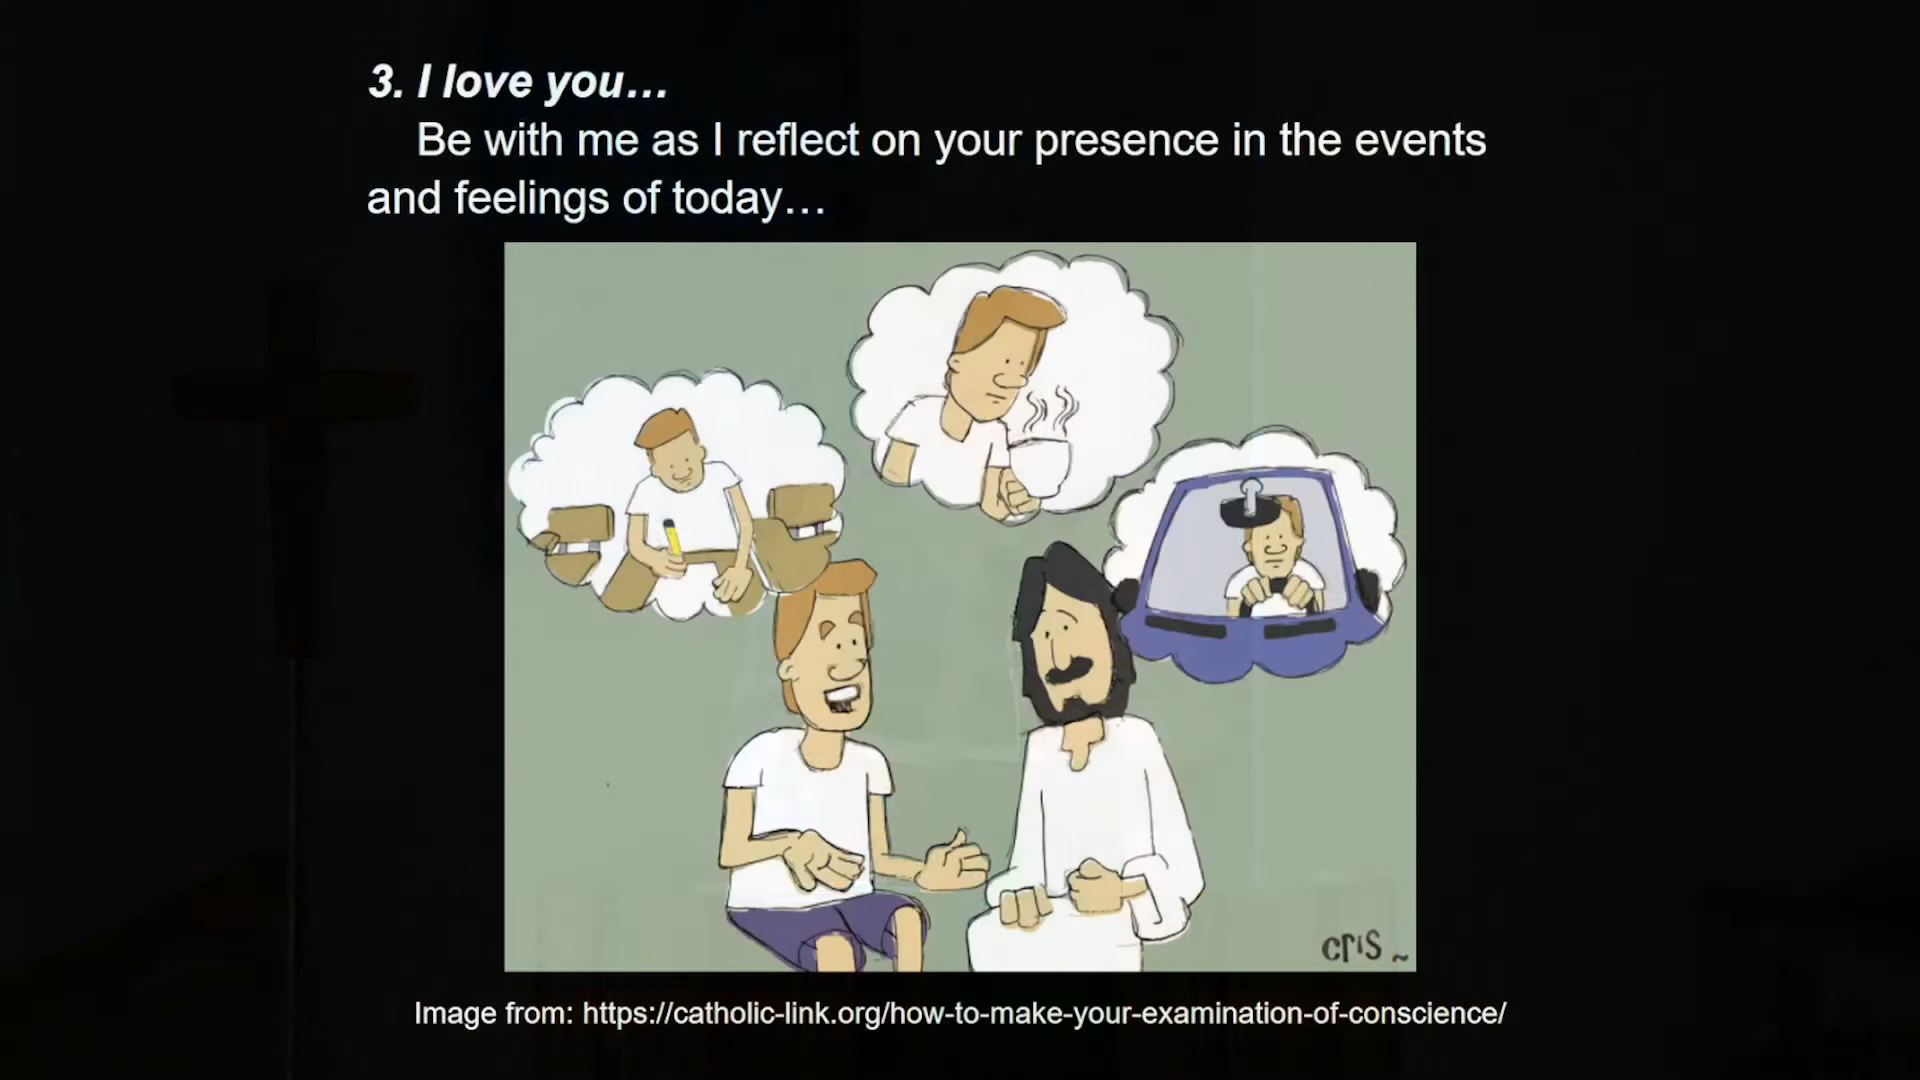 3. I love you…
Be with me as I reflect on your presence in the events
and feelings of today…
cris ~
Image from: https://catholic-link.org/how-to-make-your-examination-of-conscience/